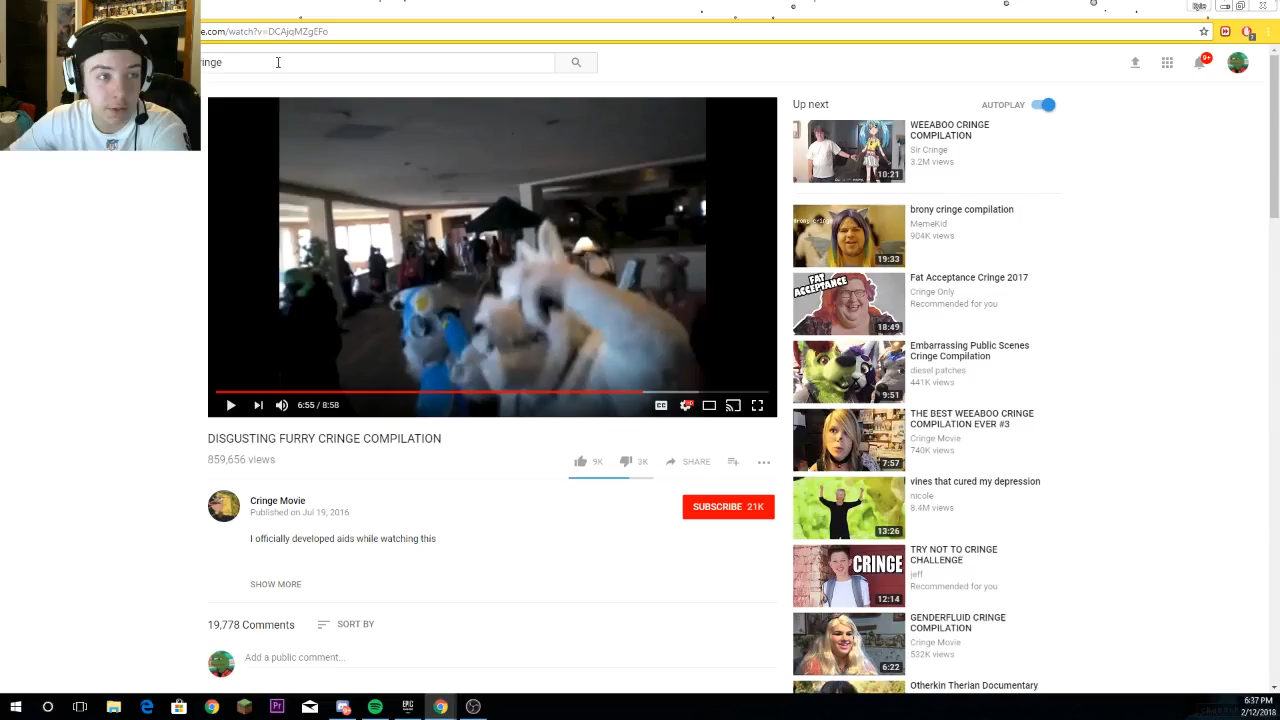 Kyle
.com/watch?v=DCAjqMZgEFo
ringe
9+
Up next
AUTOPLAY
WEEABOO CRINGE
COMPILATION
Sir Cringe
3.2M views
10:21
brony cringe compilation
MemeKid
904K views
19:33
FAT
ACCEPTANCE
Fat Acceptance Cringe 2017
Cringe Only
Recommended for you
18:49
Embarrassing Public Scenes
Cringe Compilation
diesel patches
441K views
9:51
THE BEST WEEABOO CRINGE
COMPILATION EVER #3
Cringe Movie
740K views
7:57
vines that cured my depression
nicole
8.4M views
13:26
CRINGE
TRY NOT TO CRINGE
CHALLENGE
jeff
Recommended for you
12:14
GENDERFLUID CRINGE
COMPILATION
Cringe Movie
532K views
6:22
Otherkin Therian Documentary
6:55 / 8:58
CC
HD
DISGUSTING FURRY CRINGE COMPILATION
859,656 views
9K
3K
SHARE
Cringe Movie
Published on Jul 19, 2016
SUBSCRIBE 21K
I officially developed aids while watching this
SHOW MORE
19,778 Comments
SORT BY
Add a public comment...
Pr
EPIC
6:37 PM
2/12/2018